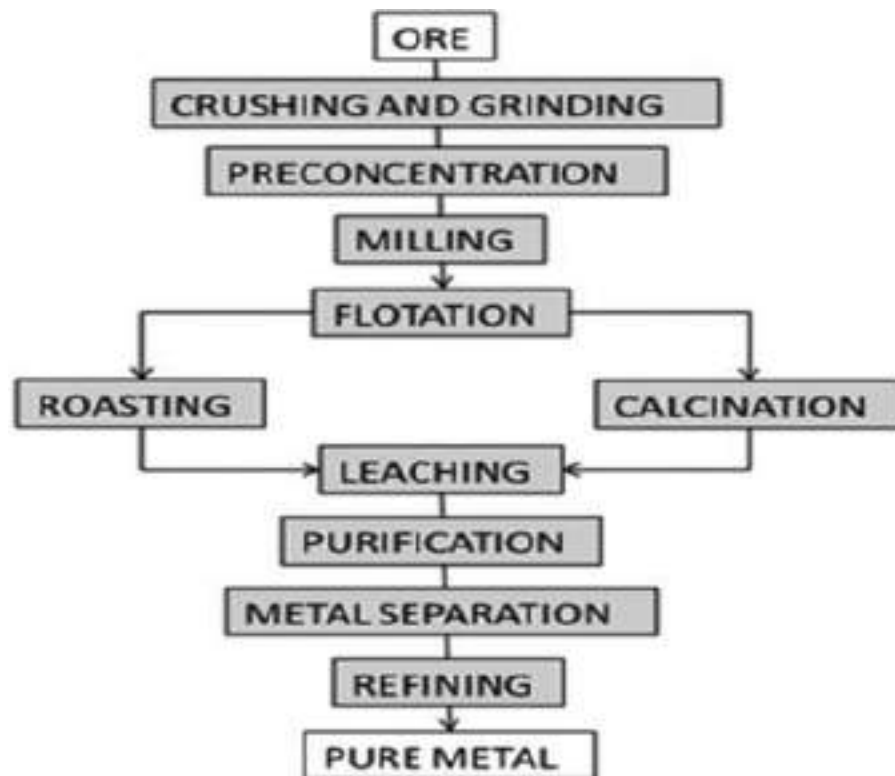 ORE
CRUSHING AND GRINDING
PRECONCENTRATION
MILLING
FLOTATION
ROASTING
CALCINATION
LEACHING
PURIFICATION
METAL SEPARATION
REFINING
PURE METAL